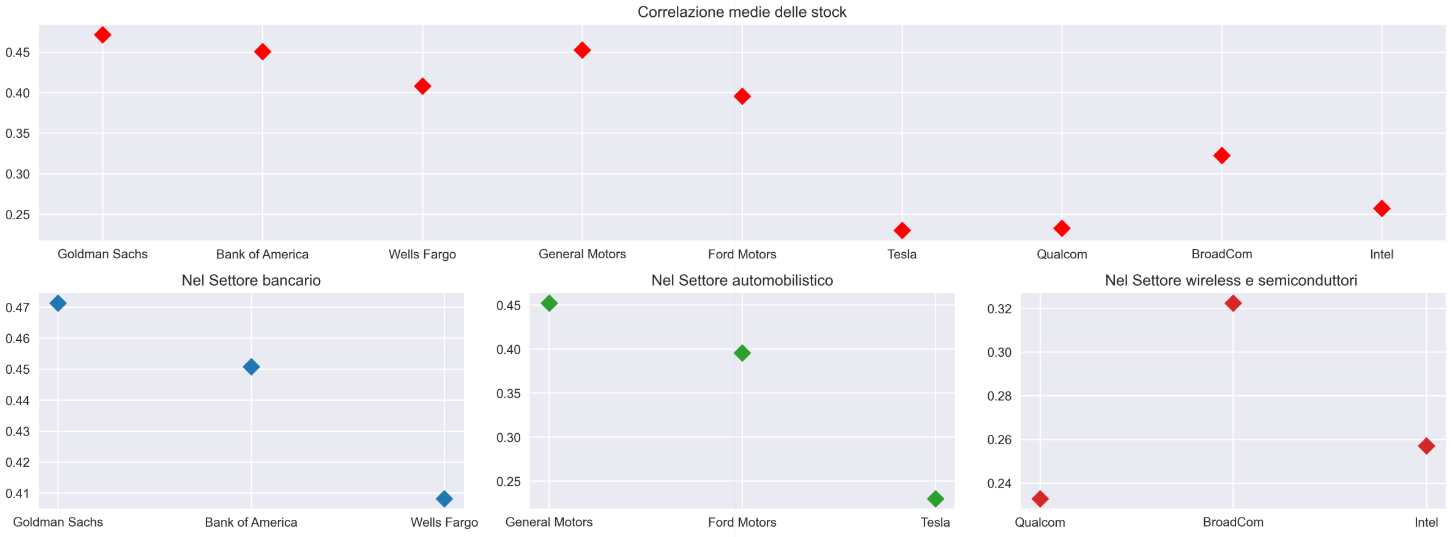 Correlazione medie delle stock
0.45
0.40
0.35
0.30
0.25
Goldman Sachs Bank of America Wells Fargo General Motors Ford Motors Tesla Qualcom BroadCom Intel
Nel Settore bancario
0.47
0.46
0.45
0.44
0.43
0.42
0.41
Goldman Sachs Bank of America Wells Fargo
Nel Settore automobilistico
0.45
0.40
0.35
0.30
0.25
General Motors Ford Motors Tesla
Nel Settore wireless e semiconduttori
0.32
0.30
0.28
0.26
0.24
Qualcom BroadCom Intel